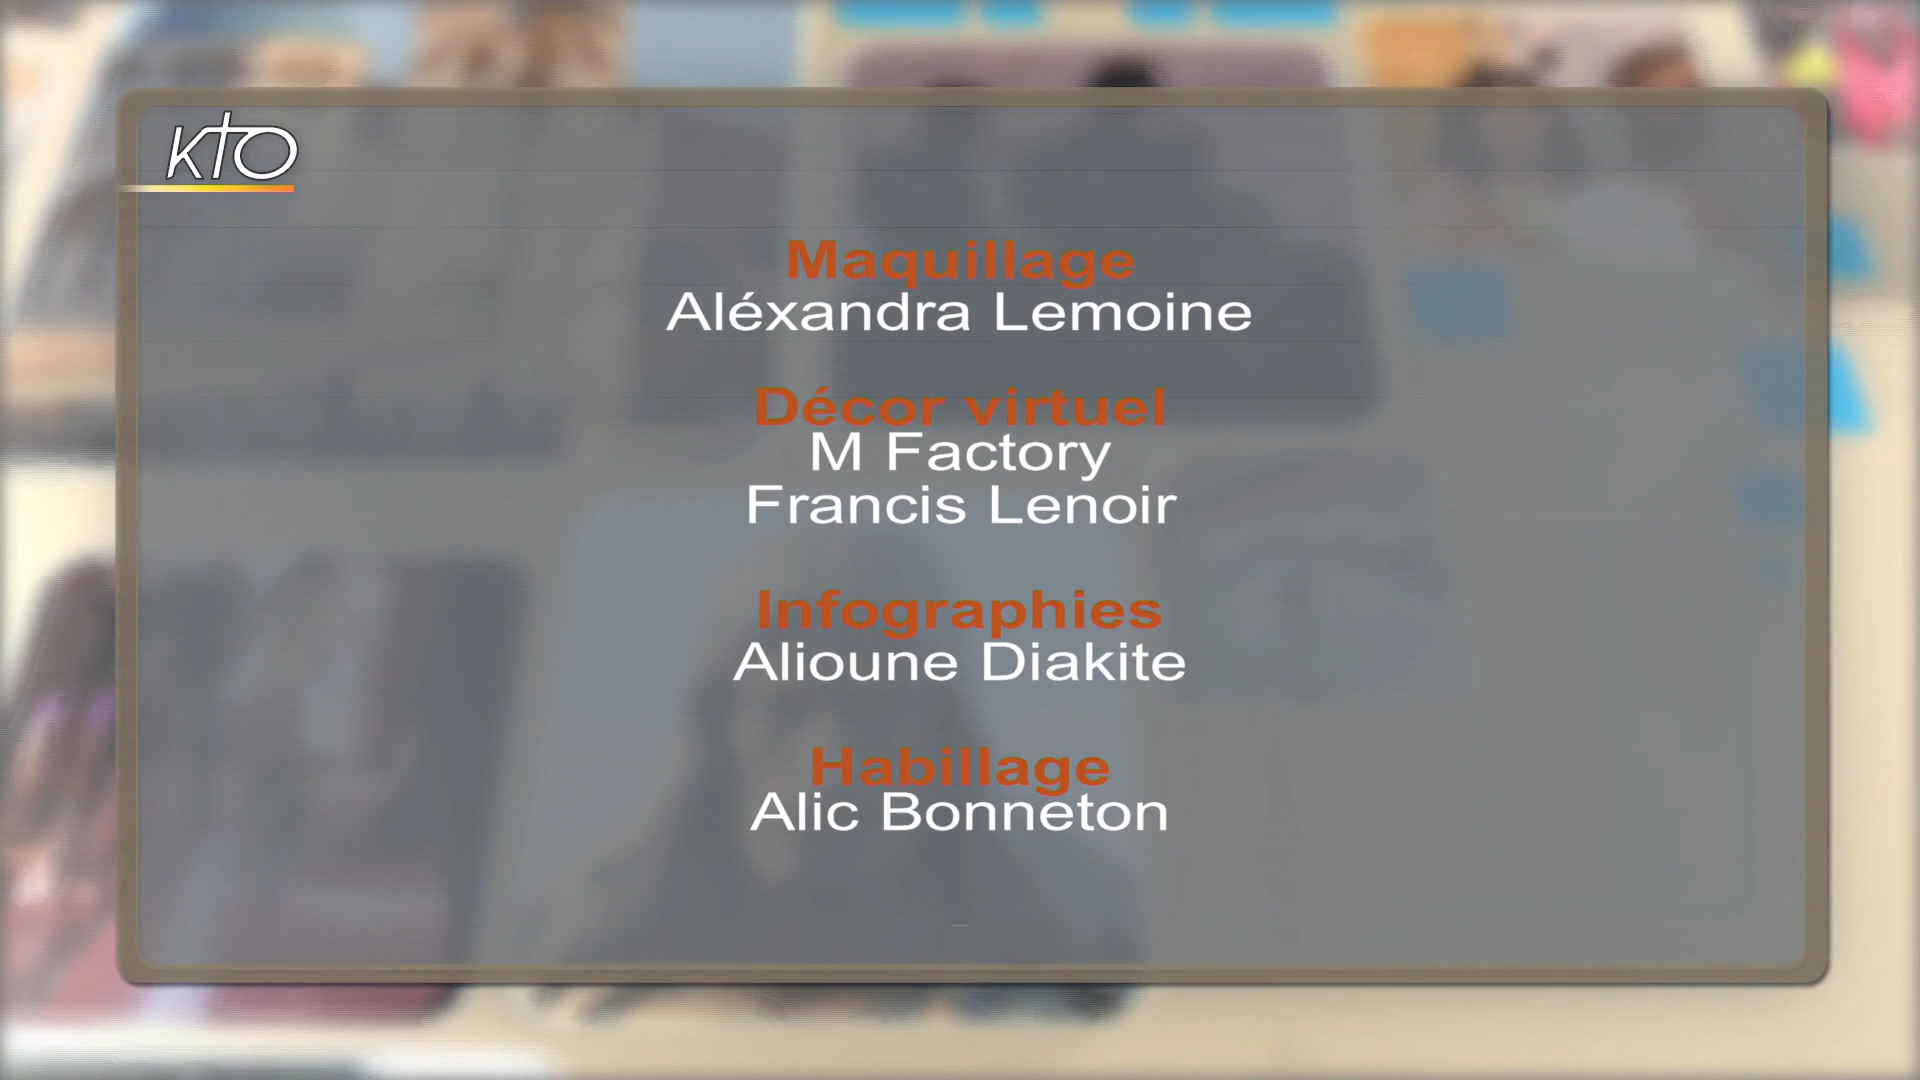 KTO
Maquillage
Aléxandra Lemoine
Décor virtuel
M Factory
Francis Lenoir
Infographies
Alioune Diakite
Habillage
Alic Bonneton